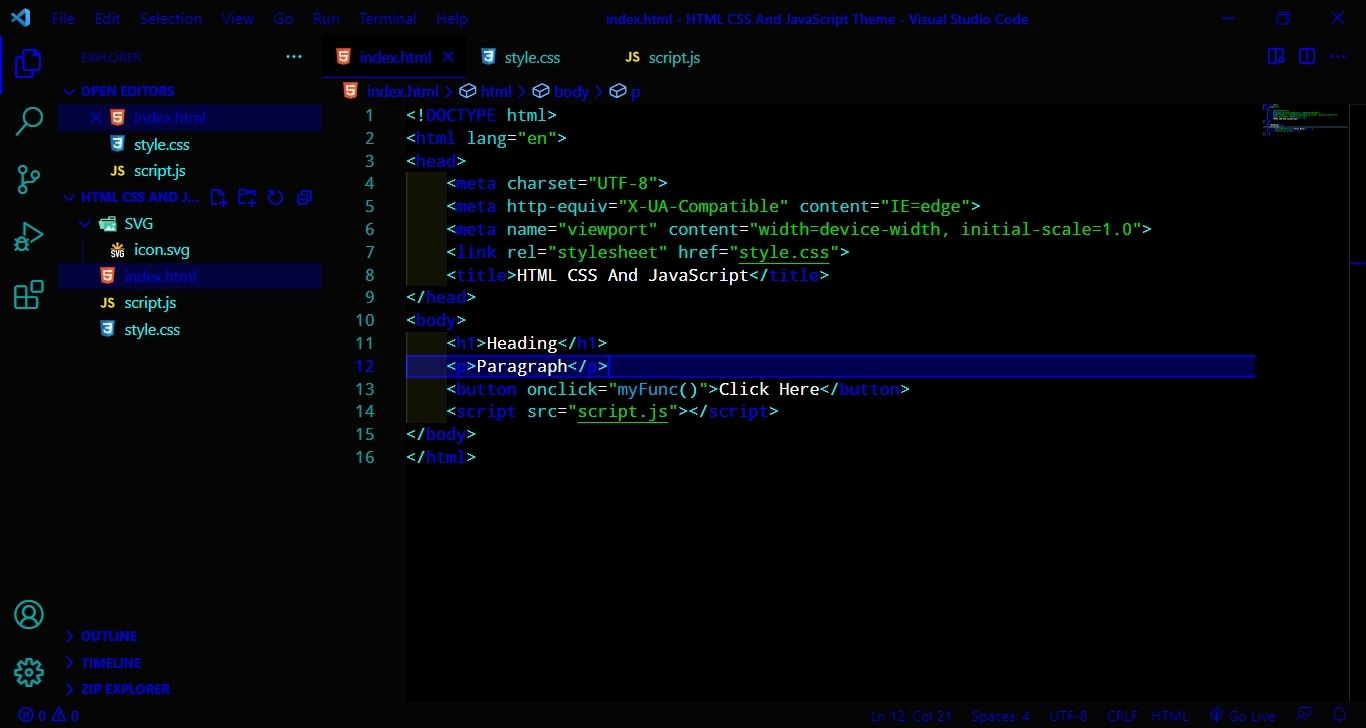 File Edit Selection View Go Run Terminal Help index.html - HTML CSS And JavaScript Theme - Visual Studio Code
EXPLORER ...
OPEN EDITORS
index.html
style.css
JS script.js
HTML CSS AND J...
SVG
icon.svg
index.html
JS script.js
style.css
OUTLINE
TIMELINE
ZIP EXPLORER
index.html style.css JS script.js ...
index.html > html > body > p
1 <!DOCTYPE html>
2 <html lang="en">
3 <head>
4 <meta charset="UTF-8">
5 <meta http-equiv="X-UA-Compatible" content="IE=edge">
6 <meta name="viewport" content="width=device-width, initial-scale=1.0">
7 <link rel="stylesheet" href="style.css">
8 <title>HTML CSS And JavaScript</title>
9 </head>
10 <body>
11 <h1>Heading</h1>
12 <p>Paragraph</p>
13 <button onclick="myFunc()">Click Here</button>
14 <script src="script.js"></script>
15 </body>
16 </html>
0 0 Ln 12, Col 21 Spaces: 4 UTF-8 CRLF HTML Go Live